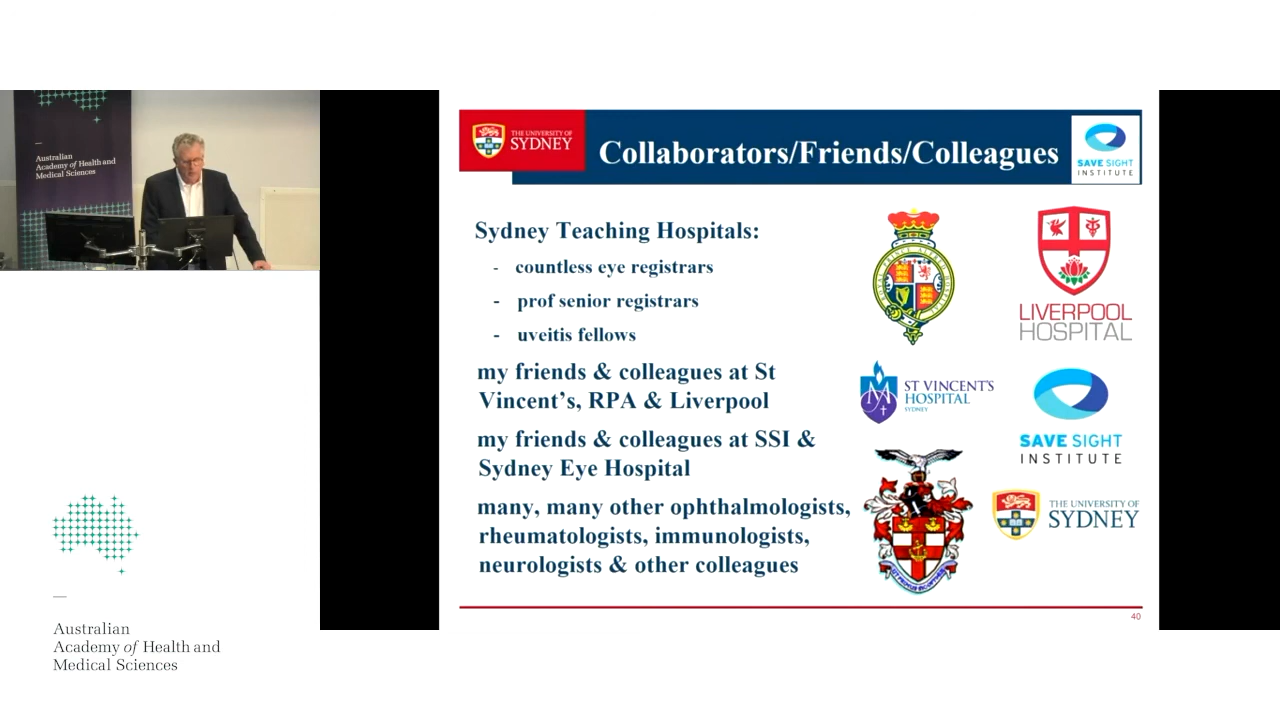 Australian
Academy of Health and
Medical Sciences
THE UNIVERSITY OF
SYDNEY
Collaborators/Friends/Colleagues
SAVE SIGHT
INSTITUTE
Sydney Teaching Hospitals:
- countless eye registrars
- prof senior registrars
- uveitis fellows
my friends & colleagues at St
Vincent's, RPA & Liverpool
my friends & colleagues at SSI &
Sydney Eye Hospital
many, many other ophthalmologists,
rheumatologists, immunologists,
neurologists & other colleagues
LIVERPOOL
HOSPITAL
ST VINCENT'S
HOSPITAL
SYDNEY
SAVE SIGHT
INSTITUTE
THE UNIVERSITY OF
SYDNEY
40
Australian
Academy of Health and
Medical Sciences